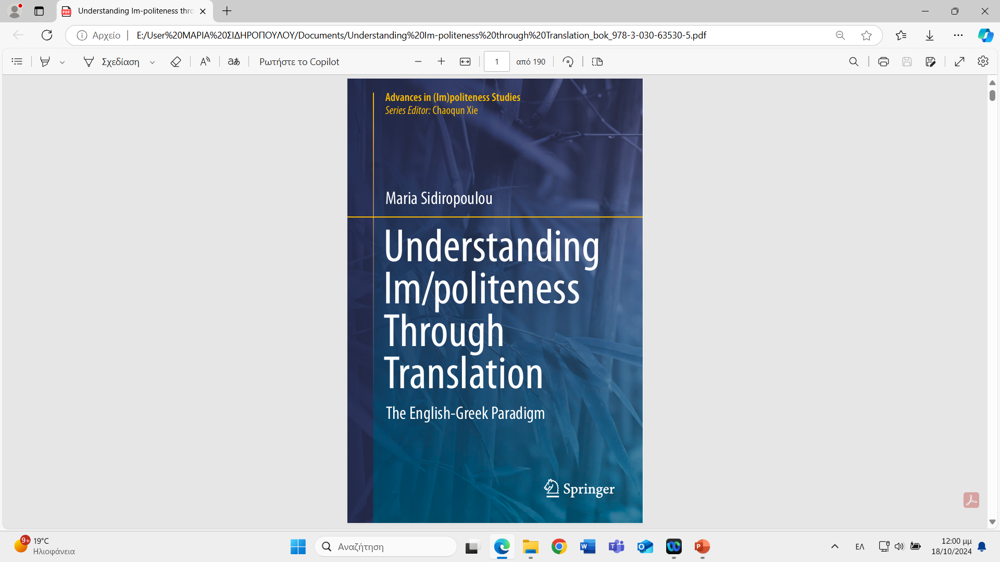 Understanding Im-politeness thro
Αρχείο
E:/User%20ΜΑΡΙΑ%20ΣΙΔΗΡΟΠΟΥΛΟΥ/Documents/Understanding%20Im-politeness%20through%20Translation_bok_978-3-030-63530-5.pdf
Σχεδίαση
aあ
Ρωτήστε το Copilot
1
από 190
Advances in (Im)politeness Studies
Series Editor: Chaoqun Xie
Maria Sidiropoulou
Understanding
Im/politeness
Through
Translation
The English-Greek Paradigm
Springer
9+
19°C
Ηλιοφάνεια
Αναζήτηση
ΕΛ
12:00 μμ
18/10/2024